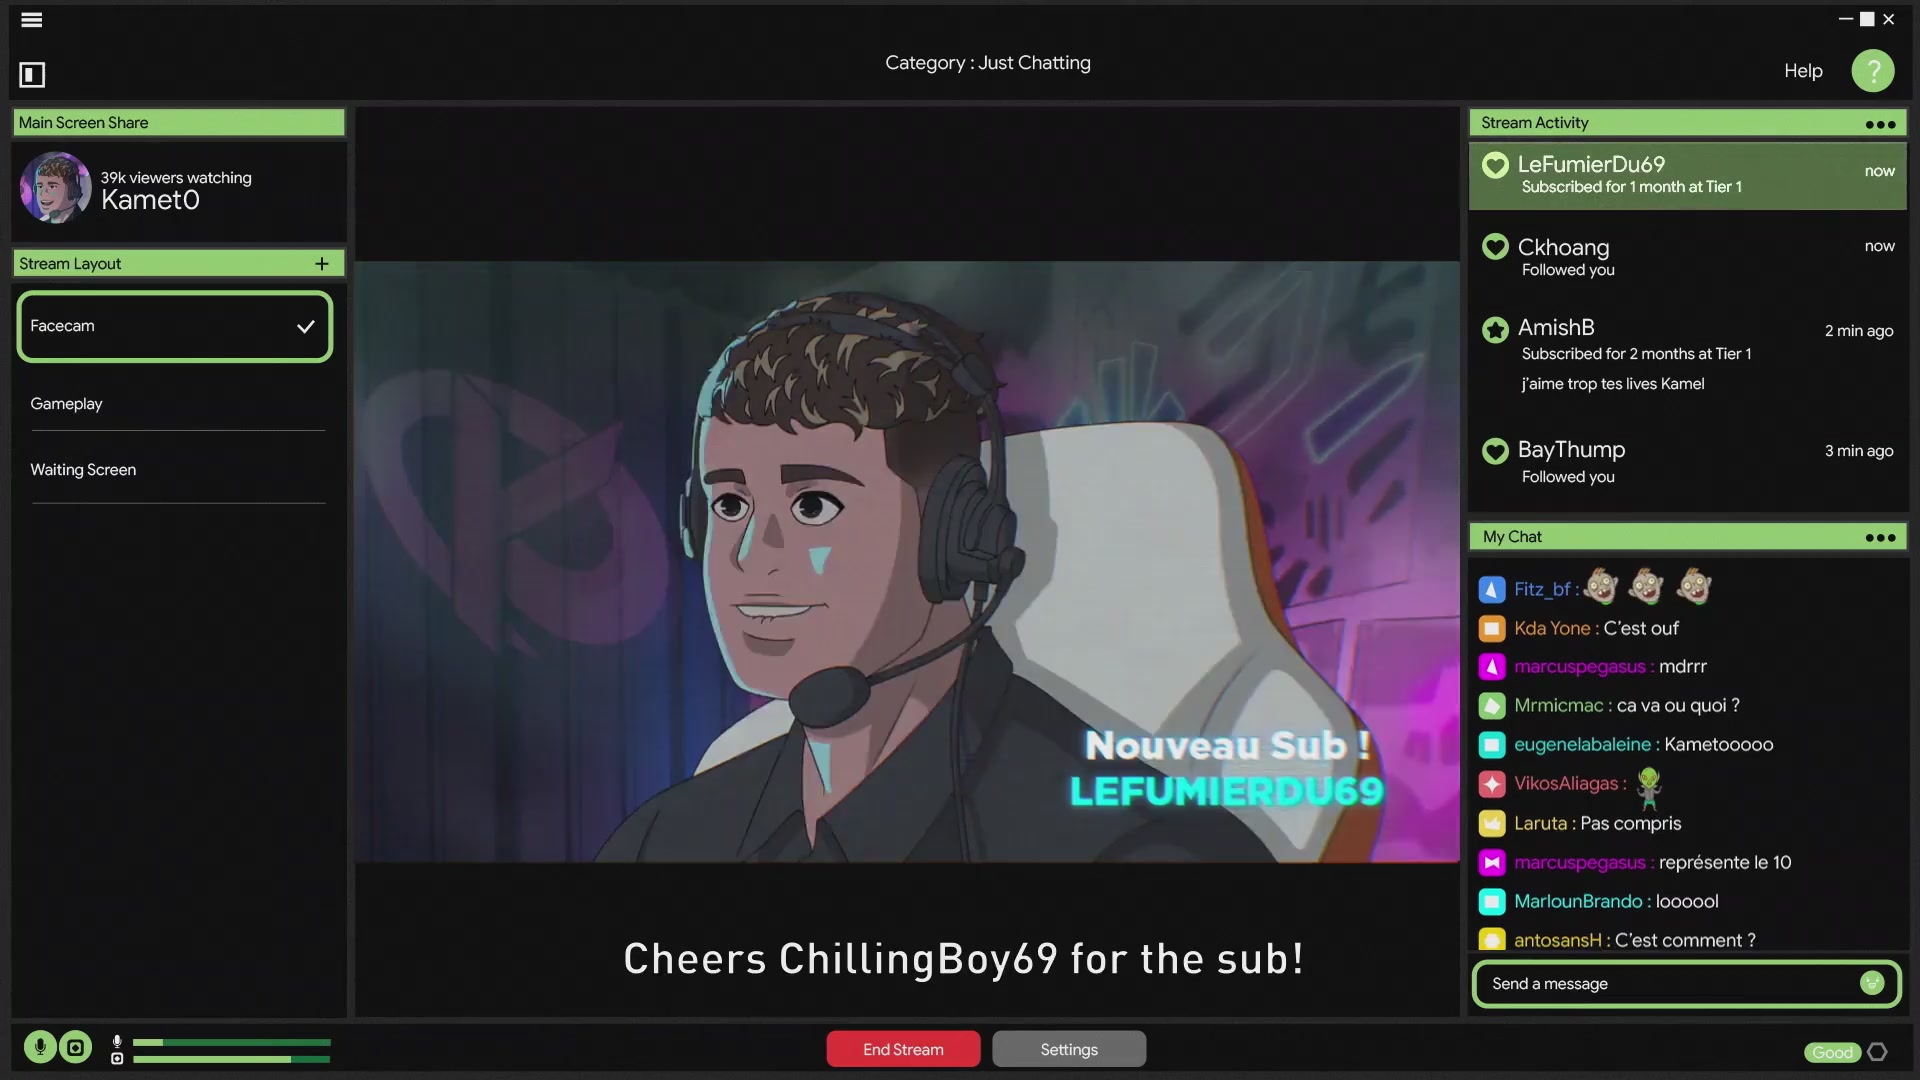 Category : Just Chatting
Help
?
Main Screen Share
39k viewers watching
Kamet0
Stream Layout
Facecam
Gameplay
Waiting Screen
Nouveau Sub !
LEFUMIERDU69
Cheers ChillingBoy69 for the sub!
Stream Activity
LeFumierDu69
now
Subscribed for 1 month at Tier 1
Ckhoang
now
Followed you
AmishB
2 min ago
Subscribed for 2 months at Tier 1
j'aime trop tes lives Kamel
BayThump
3 min ago
Followed you
My Chat
Fitz_bf :
Kda Yone : C'est ouf
marcuspegasus : mdrrr
Mrmicmac : ca va ou quoi ?
eugenelabaleine : Kametooooo
VikosAliagas :
Laruta : Pas compris
marcuspegasus : représente le 10
MarlounBrando : loooool
antosansH : C'est comment ?
Send a message
End Stream
Settings
Good